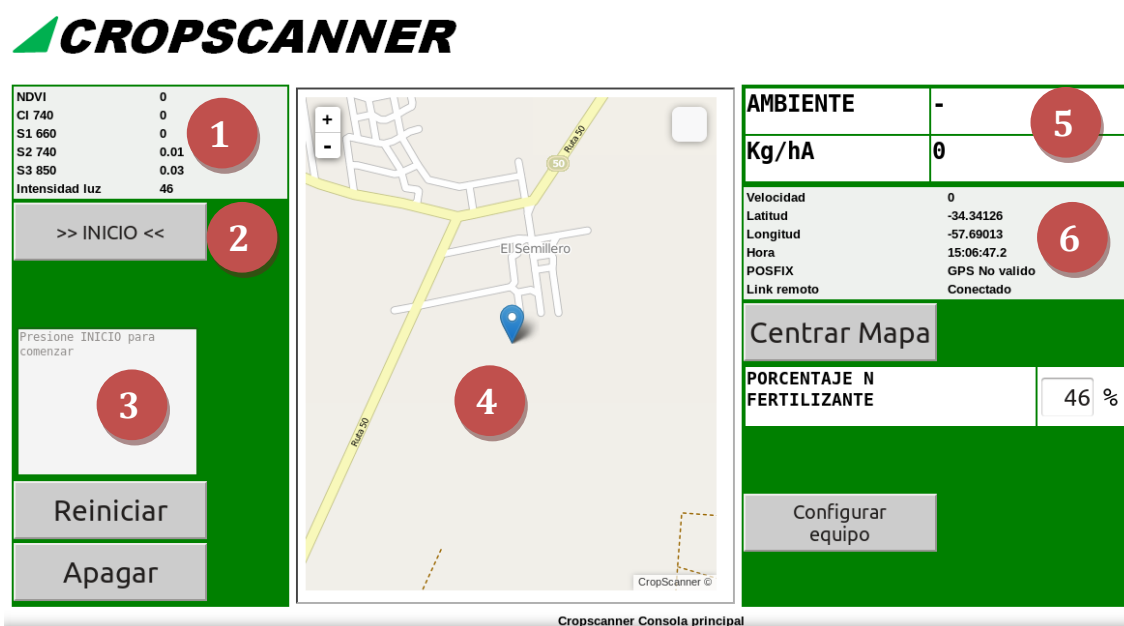 CROPSCANNER
NDVI 0
CI 740 0
S1 660 0
S2 740 0.01
S3 850 0.03
Intensidad luz 46
1
>> INICIO <<
2
Presione INICIO para
comenzar
3
Reiniciar
Apagar
+
-
Ruta 50
50
El Semillero
4
Ruta 50
CropScanner ©
AMBIENTE -
Kg/hA 0
5
Velocidad 0
Latitud -34.34126
Longitud -57.69013
Hora 15:06:47.2
POSFIX GPS No valido
Link remoto Conectado
6
Centrar Mapa
PORCENTAJE N
FERTILIZANTE
46 %
Configurar
equipo
Cropscanner Consola principal